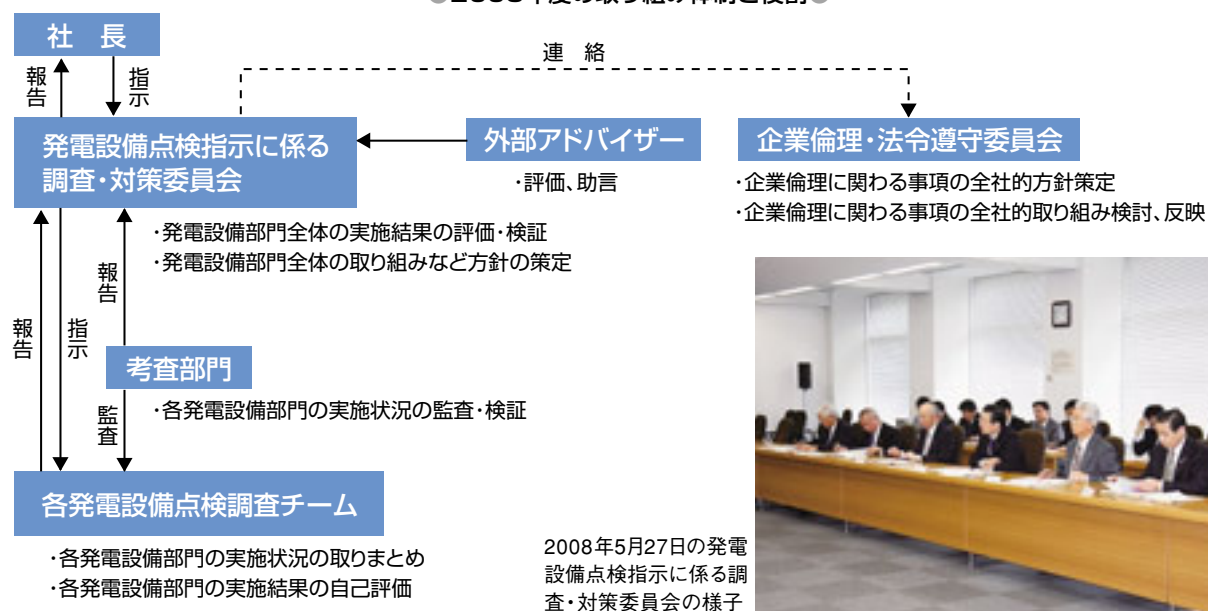 社　長
報告
指示
連　絡
発電設備点検指示に係る
調査・対策委員会
外部アドバイザー
・評価、助言
企業倫理・法令遵守委員会
・企業倫理に関わる事項の全社的方針策定
・企業倫理に関わる事項の全社的取り組み検討、反映
・発電設備部門全体の実施結果の評価・検証
・発電設備部門全体の取り組みなど方針の策定
報告
指示
報告
考査部門
・各発電設備部門の実施状況の監査・検証
監査
各発電設備点検調査チーム
・各発電設備部門の実施状況の取りまとめ
・各発電設備部門の実施結果の自己評価
2008年5月27日の発電
設備点検指示に係る調
査・対策委員会の様子